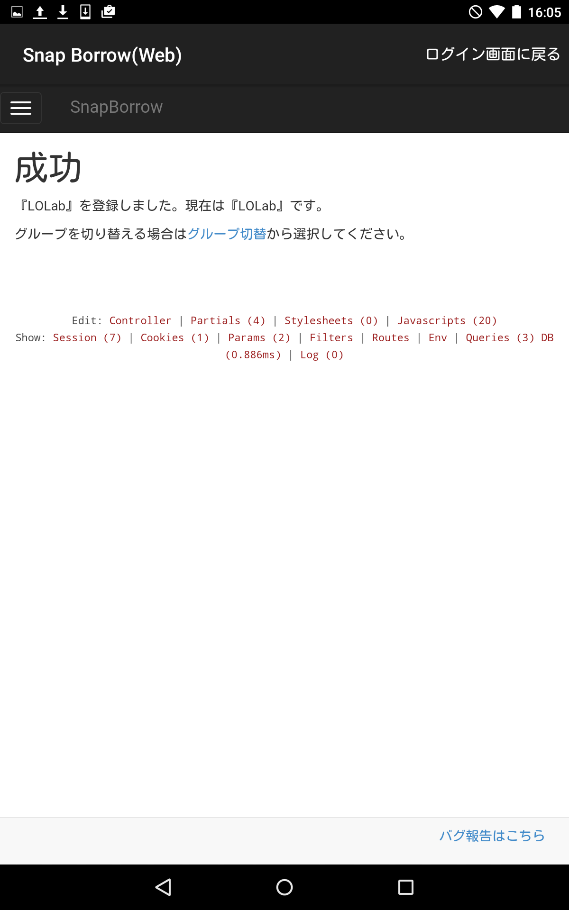 16:05
Snap Borrow(Web)
ログイン画面に戻る
SnapBorrow
成功
『LOLab』を登録しました。現在は『LOLab』です。
グループを切り替える場合はグループ切替から選択してください。
Edit: Controller | Partials (4) | Stylesheets (0) | Javascripts (20)
Show: Session (7) | Cookies (1) | Params (2) | Filters | Routes | Env | Queries (3) DB
(0.886ms) | Log (0)
バグ報告はこちら